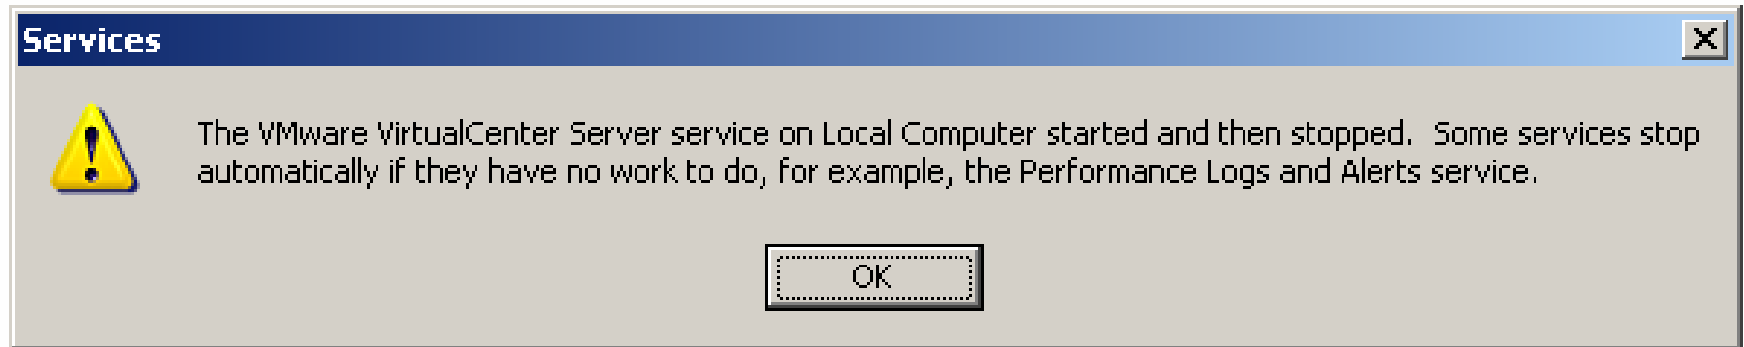 Services
The VMware VirtualCenter Server service on Local Computer started and then stopped.  Some services stop
automatically if they have no work to do, for example, the Performance Logs and Alerts service.
OK